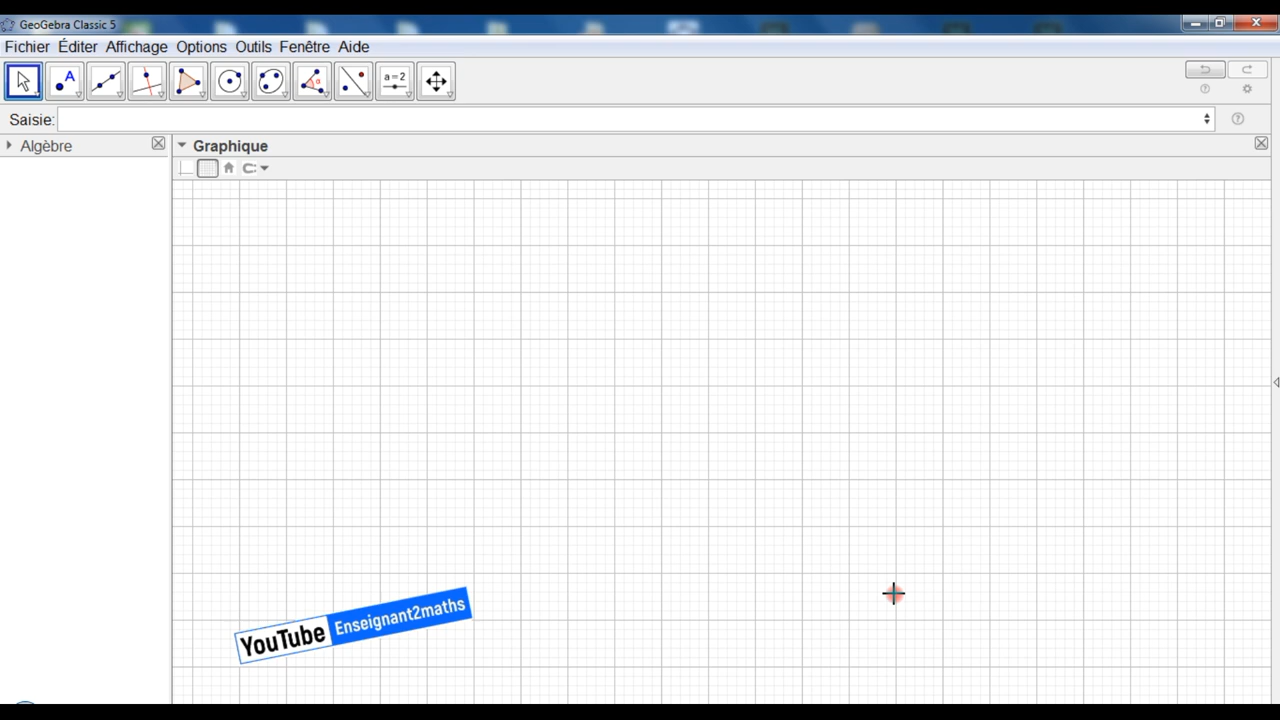 GeoGebra Classic 5
Fichier Éditer Affichage Options Outils Fenêtre Aide
A
α
a=2
Saisie:
Algèbre
Graphique
YouTube Enseignant2maths